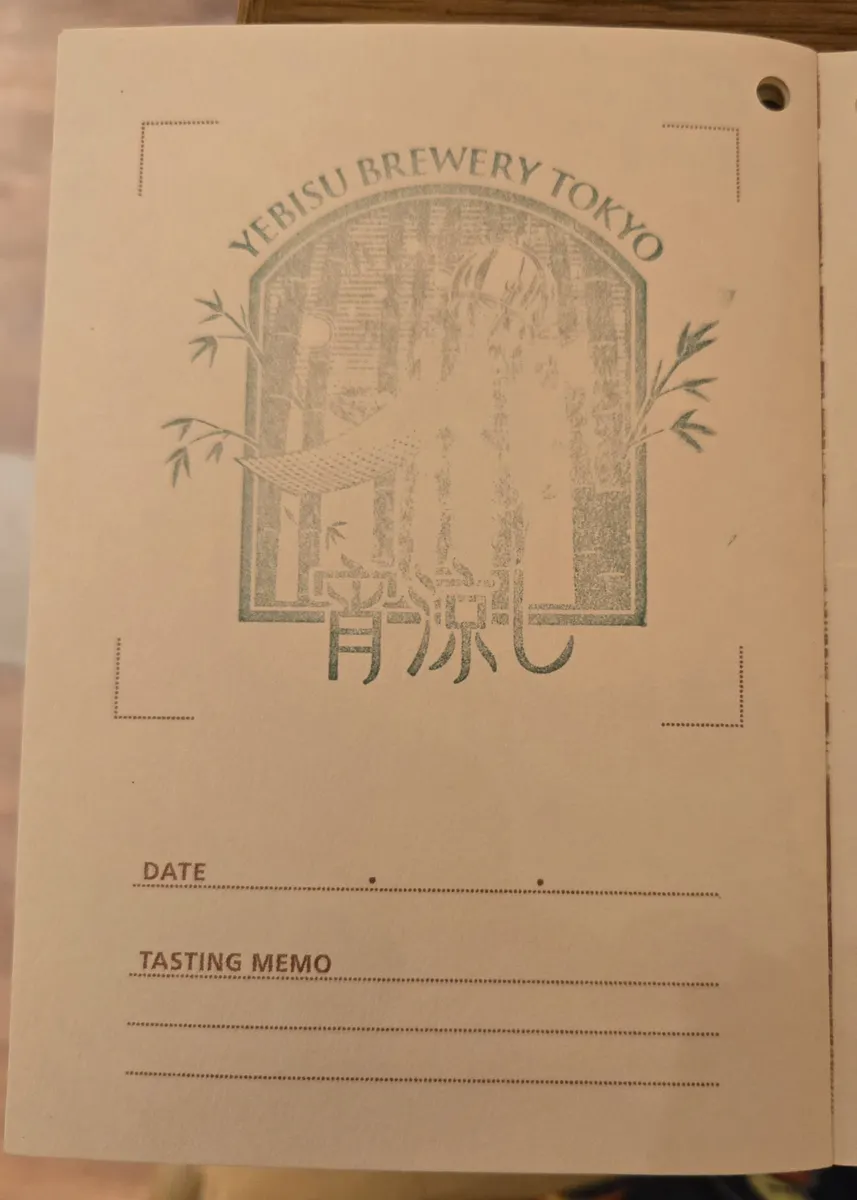 YEBISU BREWERY TOKYO
宵涼し
DATE . .
TASTING MEMO